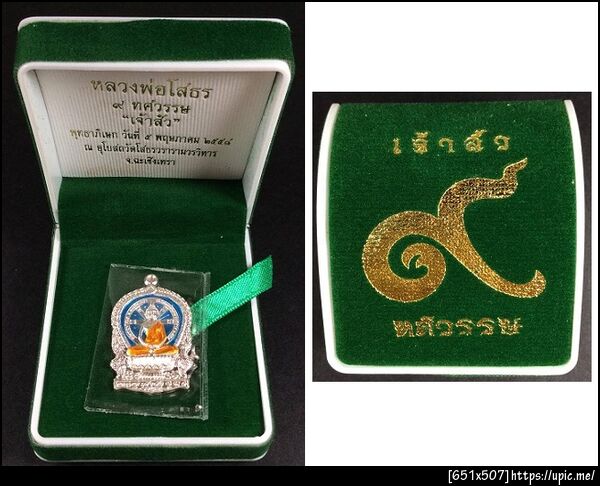 หลวงพ่อโสธร
๙ ทศวรรษ
"เจ้าสัว"
พุทธาภิเษก วันที่ ๕ พฤษภาคม ๒๕๕๘
ณ อุโบสถวัดโสธรวรารามวรวิหาร
จ.ฉะเชิงเทรา
เจ้าสัว
๙
ทศวรรษ
[651x507]https://upic.me/